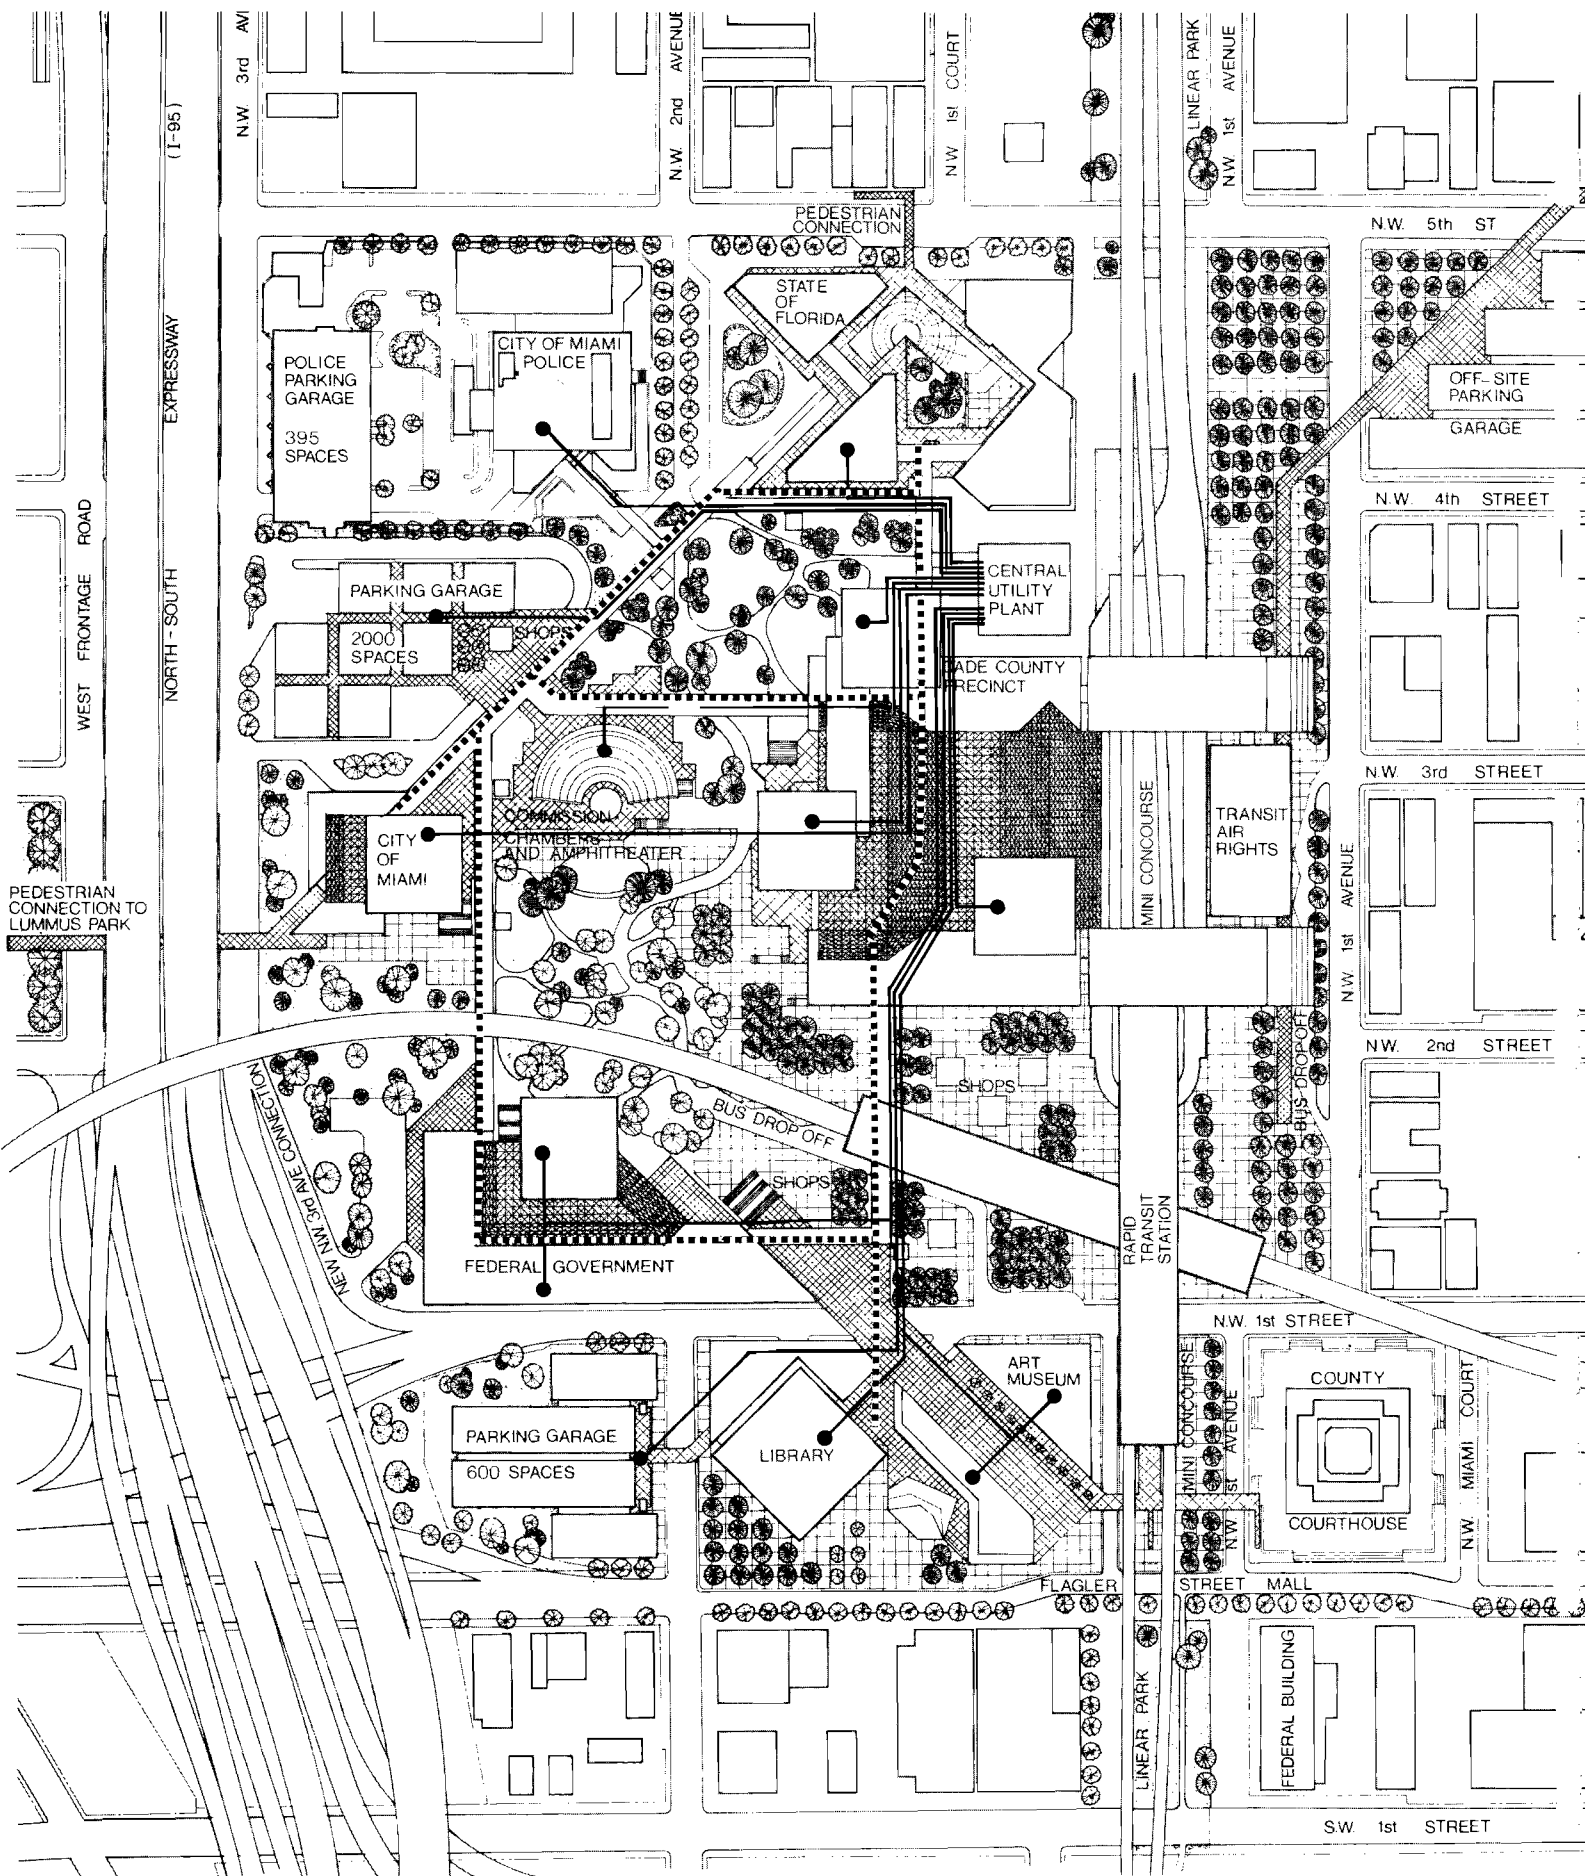 N.W. 3rd AV
N.W. 2nd AVENUE
N.W. 1st COURT
LINEAR PARK
N.W. 1st AVENUE
(I-95)
EXPRESSWAY
NORTH-SOUTH
WEST FRONTAGE ROAD
PEDESTRIAN
CONNECTION
N.W. 5th ST
STATE
OF
FLORIDA
CITY OF MIAMI
POLICE
POLICE
PARKING
GARAGE
395
SPACES
OFF-SITE
PARKING
GARAGE
N.W. 4th STREET
CENTRAL
UTILITY
PLANT
PARKING GARAGE
2000
SPACES
SHOPS
DADE COUNTY
PRECINCT
N.W. 3rd STREET
MINI CONCOURSE
TRANSIT
AIR
RIGHTS
COMMISSION
CHAMBERS
AND AMPHITREATER
CITY
OF
MIAMI
N.W. 1st AVENUE
PEDESTRIAN
CONNECTION TO
LUMMUS PARK
N.W. 2nd STREET
BUS DROP OFF
SHOPS
BUS DROP OFF
NEW N.W. 3rd AVE CONNECTION
SHOPS
RAPID
TRANSIT
STATION
FEDERAL GOVERNMENT
N.W. 1st STREET
ART
MUSEUM
MINI CONCOURSE
N.W. 1st AVENUE
COUNTY
COURTHOUSE
N.W. MIAMI COURT
PARKING GARAGE
600 SPACES
LIBRARY
FLAGLER STREET MALL
LINEAR PARK
FEDERAL BUILDING
S.W. 1st STREET